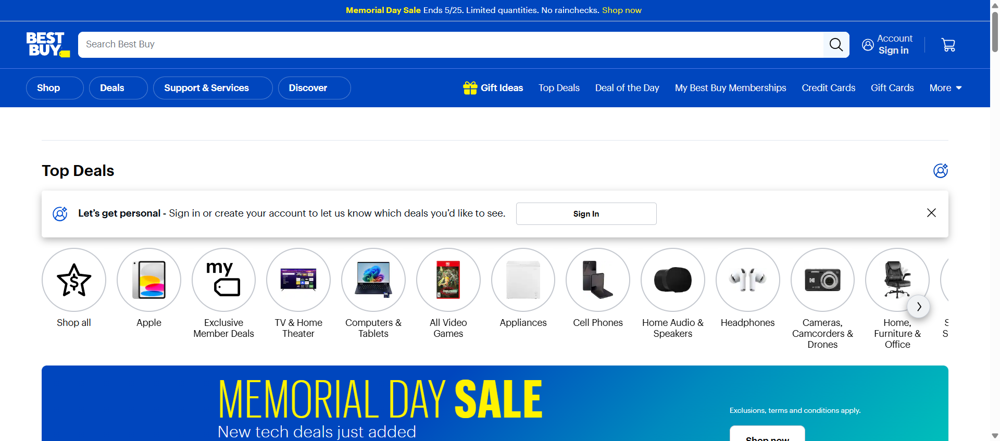 Memorial Day Sale Ends 5/25. Limited quantities. No rainchecks. Shop now
BEST BUY
Search Best Buy
Account
Sign in
Shop Deals Support & Services Discover Gift Ideas Top Deals Deal of the Day My Best Buy Memberships Credit Cards Gift Cards More
Top Deals
Let’s get personal - Sign in or create your account to let us know which deals you’d like to see. Sign In
my
Shop all
Apple
Exclusive
Member Deals
TV & Home
Theater
Computers &
Tablets
All Video
Games
Appliances
Cell Phones
Home Audio &
Speakers
Headphones
Cameras,
Camcorders &
Drones
Home,
Furniture &
Office
S
S
MEMORIAL DAY SALE
New tech deals just added
Exclusions, terms and conditions apply.
Shop now